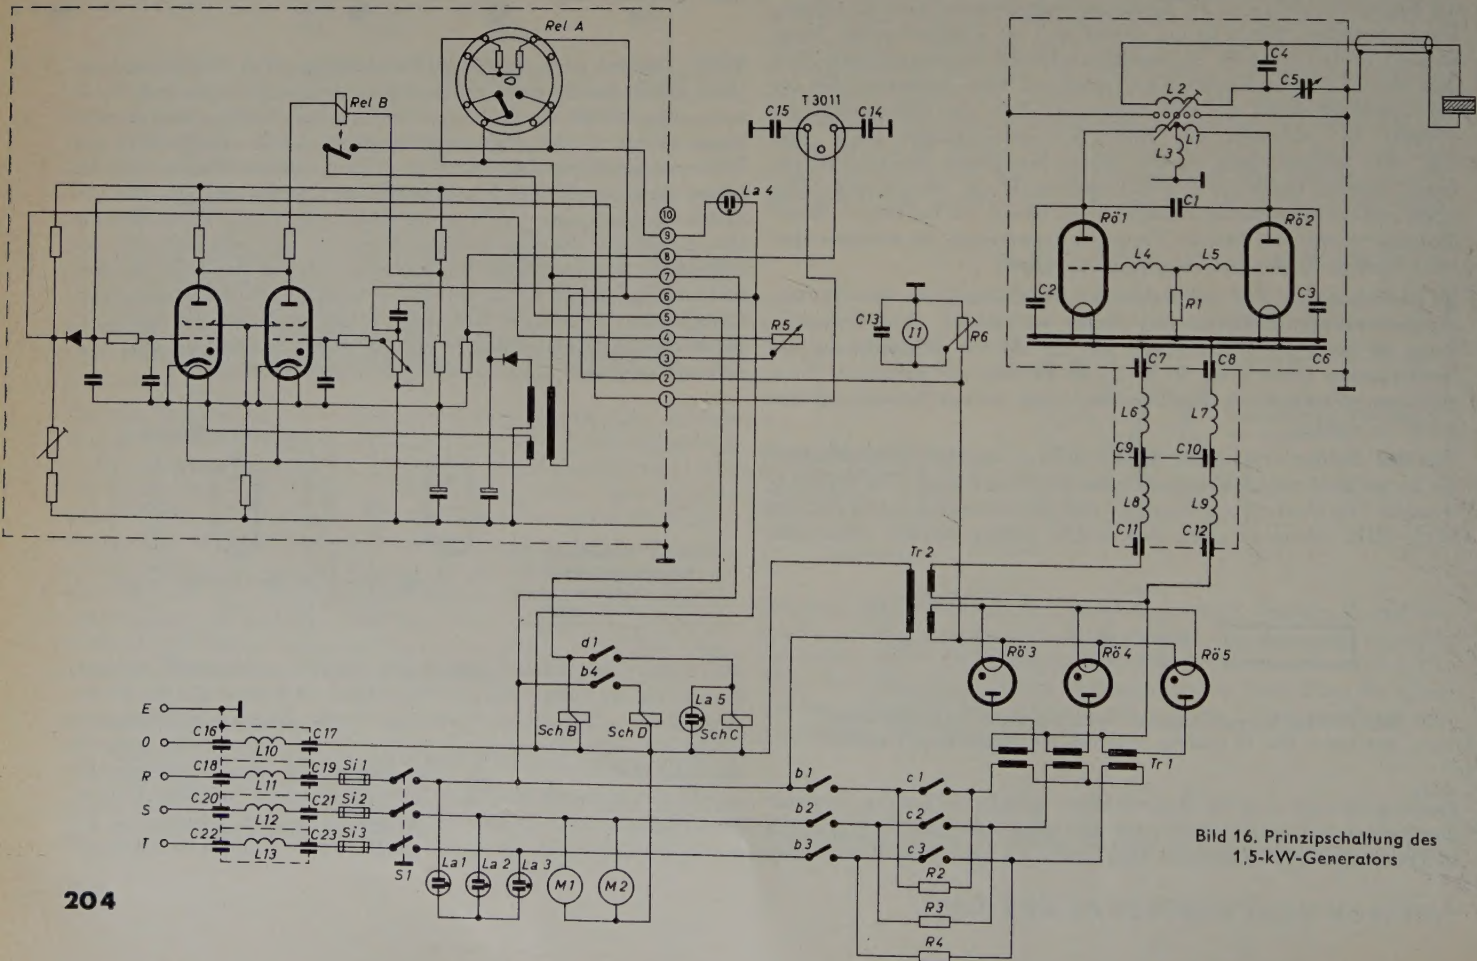 Rel A
Rel B
T 3011
C15
C14
La 4
10
9
8
7
6
5
4
3
2
1
R5
C13
I1
R6
C4
C5
L2
L1
L3
C1
Rö1
Rö2
L4
L5
C2
R1
C3
C6
C7
C8
L6
L7
C9
C10
L8
L9
C11
C12
Tr 2
Rö 3
Rö 4
Rö 5
Tr 1
d1
b4
La 5
Sch B
Sch D
Sch C
E
O
R
S
T
C16
C17
L10
C18
C19
Si 1
L11
C20
C21
Si 2
L12
C22
C23
Si 3
L13
S1
La 1
La 2
La 3
M1
M2
b1
c1
b2
c2
b3
c3
R2
R3
R4
Bild 16. Prinzipschaltung des
1,5-kW-Generators
204